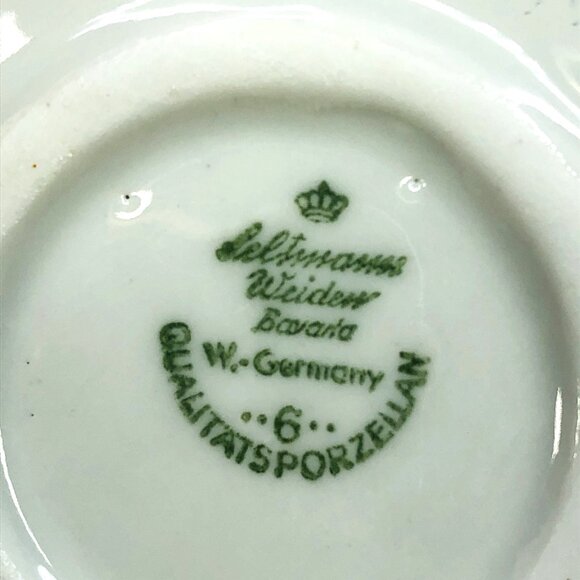 Seltmann
Weiden
Bavaria
W.-Germany
..6..
QUALITÄTSPORZELLAN